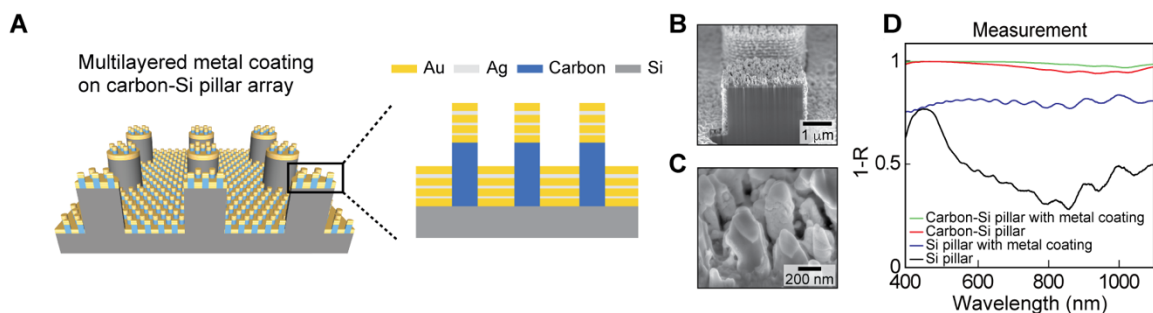 A
Multilayered metal coating
on carbon-Si pillar array
Au Ag Carbon Si
B
1 μm
C
200 nm
D
Measurement
1-R
1
0.5
0
Carbon-Si pillar with metal coating
Carbon-Si pillar
Si pillar with metal coating
Si pillar
400 600 800 1000
Wavelength (nm)